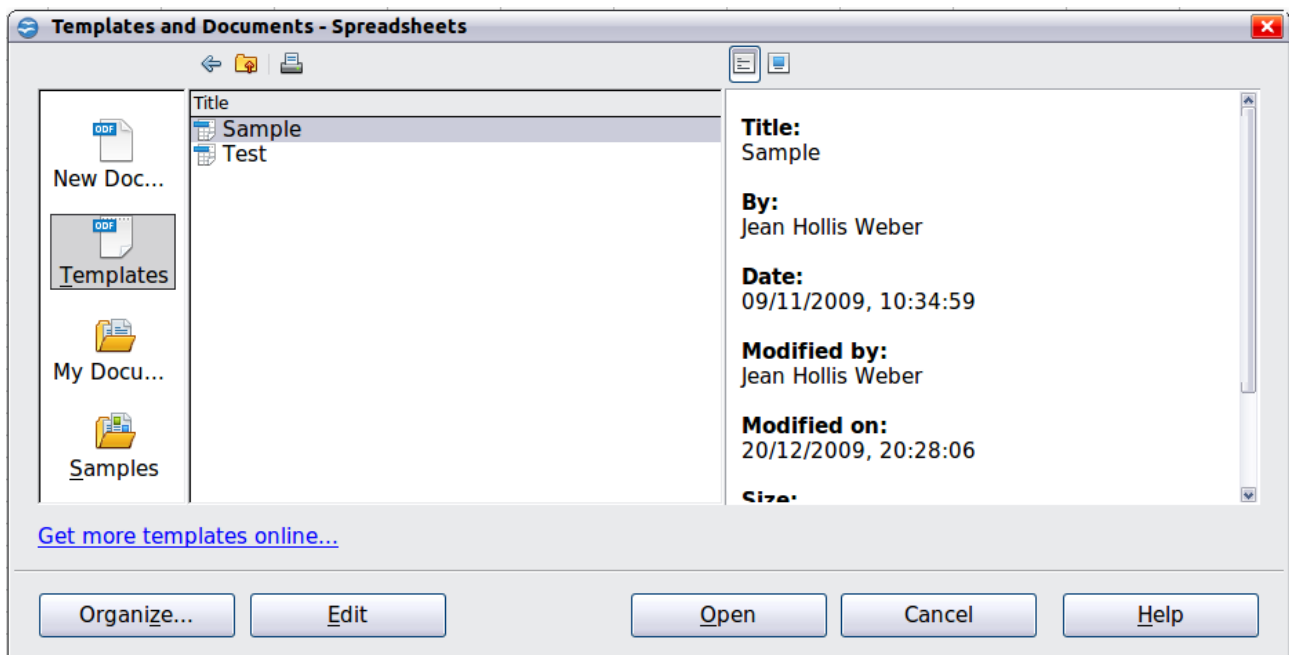 Templates and Documents - Spreadsheets
Title
ODF
New Doc...
ODF
Templates
My Docu...
Samples
Sample
Test
Title:
Sample
By:
Jean Hollis Weber
Date:
09/11/2009, 10:34:59
Modified by:
Jean Hollis Weber
Modified on:
20/12/2009, 20:28:06
Size:
Get more templates online...
Organize... Edit Open Cancel Help